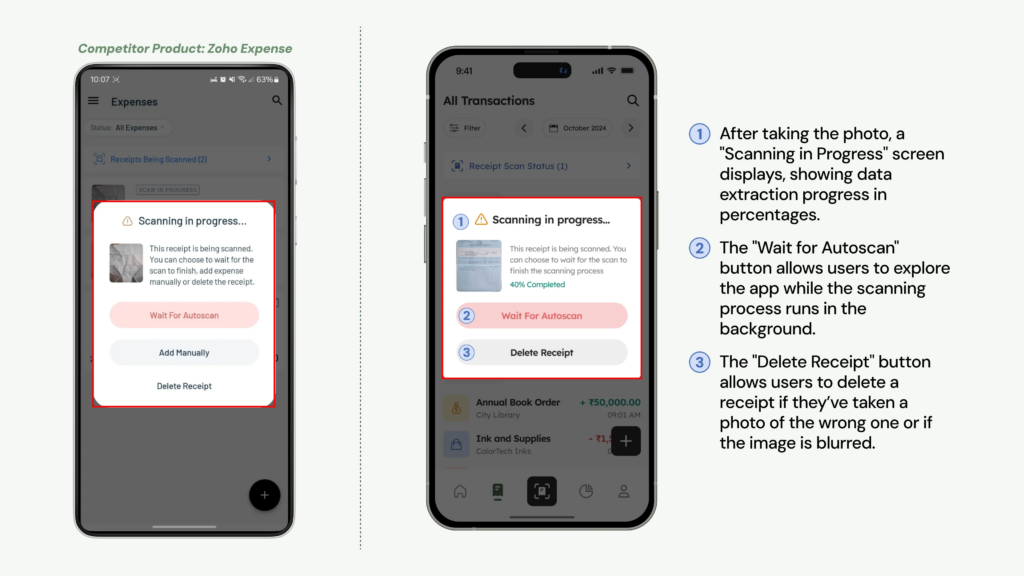 Competitor Product: Zoho Expense
10:07
63%
Expenses
Status: All Expenses
Receipts Being Scanned (2)
SCAN IN PROGRESS
Scanning in progress...
This receipt is being scanned.
You can choose to wait for the
scan to finish, add expense
manually or delete the receipt.
Wait For Autoscan
Add Manually
Delete Receipt
+
9:41
All Transactions
Filter
October 2024
Receipt Scan Status (1)
1 Scanning in progress...
This receipt is being scanned. You
can choose to wait for the scan to
finish the scanning process
40% Completed
2 Wait For Autoscan
3 Delete Receipt
Annual Book Order + ₹50,000.00
City Library 09:01 AM
Ink and Supplies - ₹1,
ColorTech Inks
+
1 After taking the photo, a
"Scanning in Progress" screen
displays, showing data
extraction progress in
percentages.
2 The "Wait for Autoscan"
button allows users to explore
the app while the scanning
process runs in the
background.
3 The "Delete Receipt" button
allows users to delete a
receipt if they’ve taken a
photo of the wrong one or if
the image is blurred.